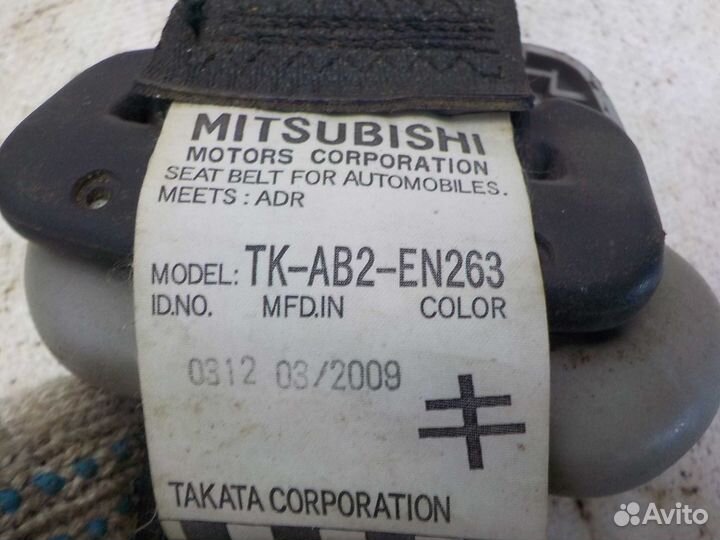 MITSUBISHI
MOTORS CORPORATION
SEAT BELT FOR AUTOMOBILES.
MEETS : ADR
MODEL: TK-AB2-EN263
ID.NO. MFD.IN COLOR
0312 03/2009
TAKATA CORPORATION
Avito